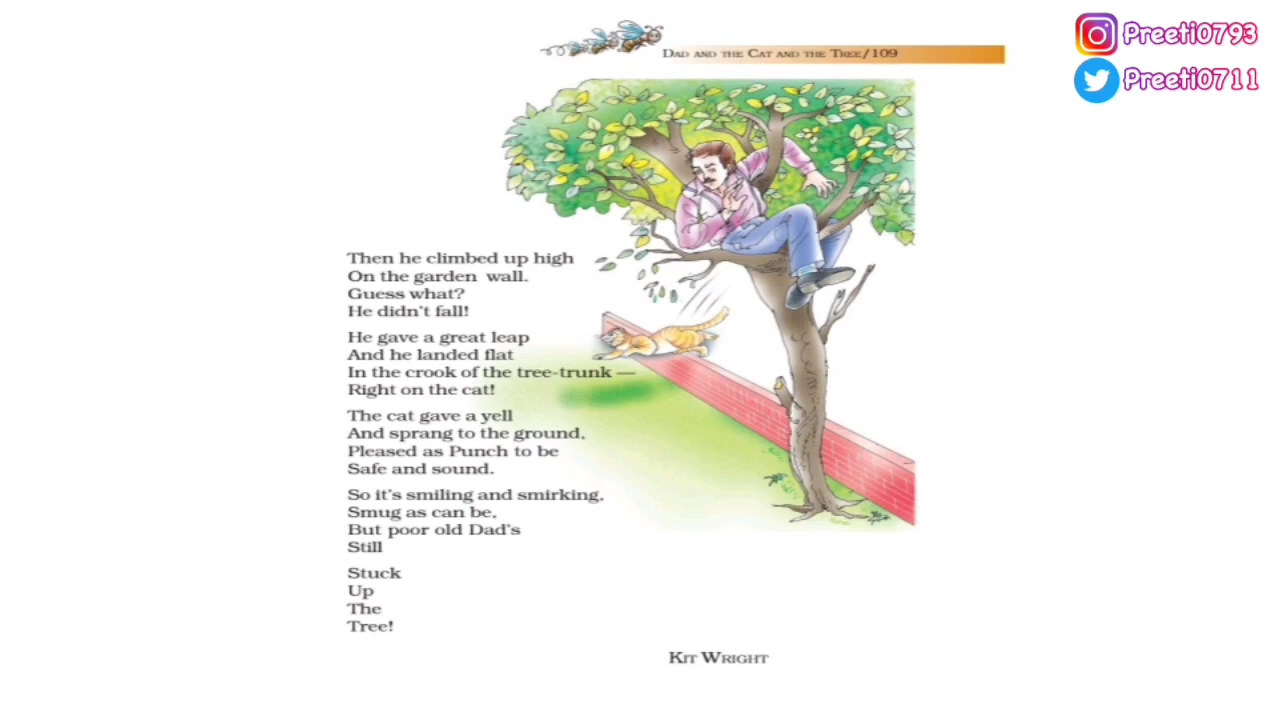 DAD AND THE CAT AND THE TREE/109
Preeti0793
Preeti0711
Then he climbed up high
On the garden wall.
Guess what?
He didn't fall!
He gave a great leap
And he landed flat
In the crook of the tree-trunk —
Right on the cat!
The cat gave a yell
And sprang to the ground,
Pleased as Punch to be
Safe and sound.
So it's smiling and smirking,
Smug as can be,
But poor old Dad's
Still
Stuck
Up
The
Tree!
KIT WRIGHT